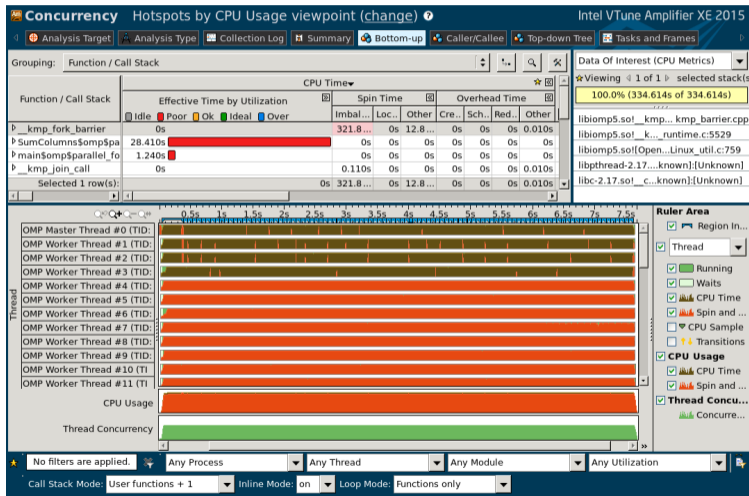 Concurrency Hotspots by CPU Usage viewpoint (change) ? Intel VTune Amplifier XE 2015
Analysis Target Analysis Type Collection Log Summary Bottom-up Caller/Callee Top-down Tree Tasks and Frames
Grouping: Function / Call Stack
Data Of Interest (CPU Metrics)
Viewing 1 of 1 selected stack(s
100.0% (334.614s of 334.614s)
libiomp5.so!__kmp... kmp_barrier.cpp
libiomp5.so!__k..._runtime.c:5529
libiomp5.so![Open...Linux_util.c:759
libpthread-2.17....known]:[Unknown]
libc-2.17.so!__c...known]:[Unknown]
Function / Call Stack
CPU Time
Effective Time by Utilization Spin Time Overhead Time
Idle Poor Ok Ideal Over Imbal... Loc... Other Cre... Sch... Red... Other
__kmp_fork_barrier 0s 321.8... 0s 12.8... 0s 0s 0s 0.010s
SumColumns$omp$pa 28.410s 0s 0s 0s 0s 0s 0s 0s
main$omp$parallel_fo 1.240s 0s 0s 0s 0s 0s 0s 0s
__kmp_join_call 0s 0.110s 0s 0s 0s 0s 0s 0.010s
Selected 1 row(s): 0s 321.8... 0s 12.8... 0s 0s 0s 0.010s
0.5s 1s 1.5s 2s 2.5s 3s 3.5s 4s 4.5s 5s 5.5s 6s 6.5s 7s 7.5s
Thread
OMP Master Thread #0 (TID:
OMP Worker Thread #1 (TID:
OMP Worker Thread #2 (TID:
OMP Worker Thread #3 (TID:
OMP Worker Thread #4 (TID:
OMP Worker Thread #5 (TID:
OMP Worker Thread #6 (TID:
OMP Worker Thread #7 (TID:
OMP Worker Thread #8 (TID:
OMP Worker Thread #9 (TID:
OMP Worker Thread #10 (TI
OMP Worker Thread #11 (TI
CPU Usage
Thread Concurrency
Ruler Area
Region In...
Thread
Running
Waits
CPU Time
Spin and ...
CPU Sample
Transitions
CPU Usage
CPU Time
Spin and ...
Thread Concu...
Concurre...
No filters are applied. Any Process Any Thread Any Module Any Utilization
Call Stack Mode: User functions + 1 Inline Mode: on Loop Mode: Functions only